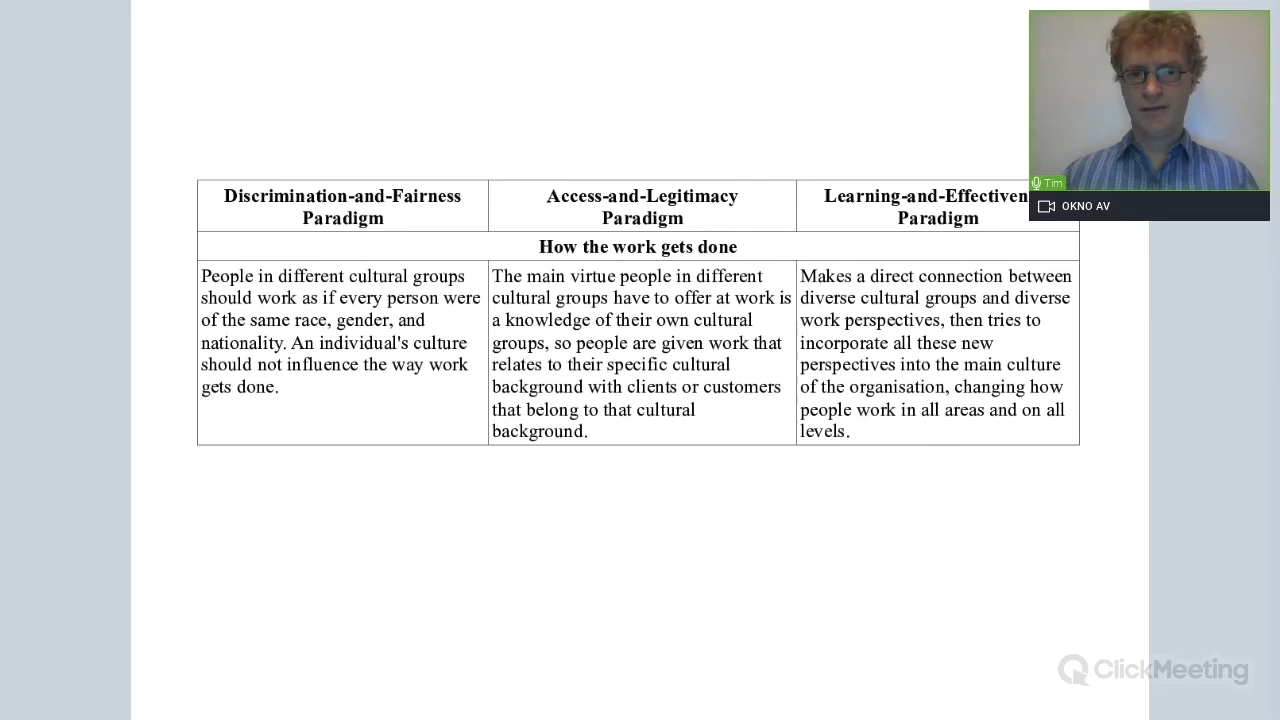 Discrimination-and-Fairness
Paradigm
Access-and-Legitimacy
Paradigm
Learning-and-Effectiven
Paradigm
How the work gets done
People in different cultural groups
should work as if every person were
of the same race, gender, and
nationality. An individual's culture
should not influence the way work
gets done.
The main virtue people in different
cultural groups have to offer at work is
a knowledge of their own cultural
groups, so people are given work that
relates to their specific cultural
background with clients or customers
that belong to that cultural
background.
Makes a direct connection between
diverse cultural groups and diverse
work perspectives, then tries to
incorporate all these new
perspectives into the main culture
of the organisation, changing how
people work in all areas and on all
levels.
Tim
OKNO AV
ClickMeeting